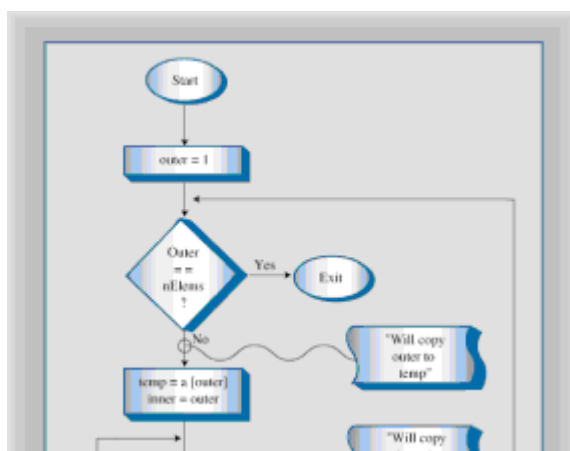 Start
outer = 1
Outer
= =
nElems
?
Yes
Exit
No
"Will copy
outer to
temp"
temp = a [outer]
inner = outer
"Will copy